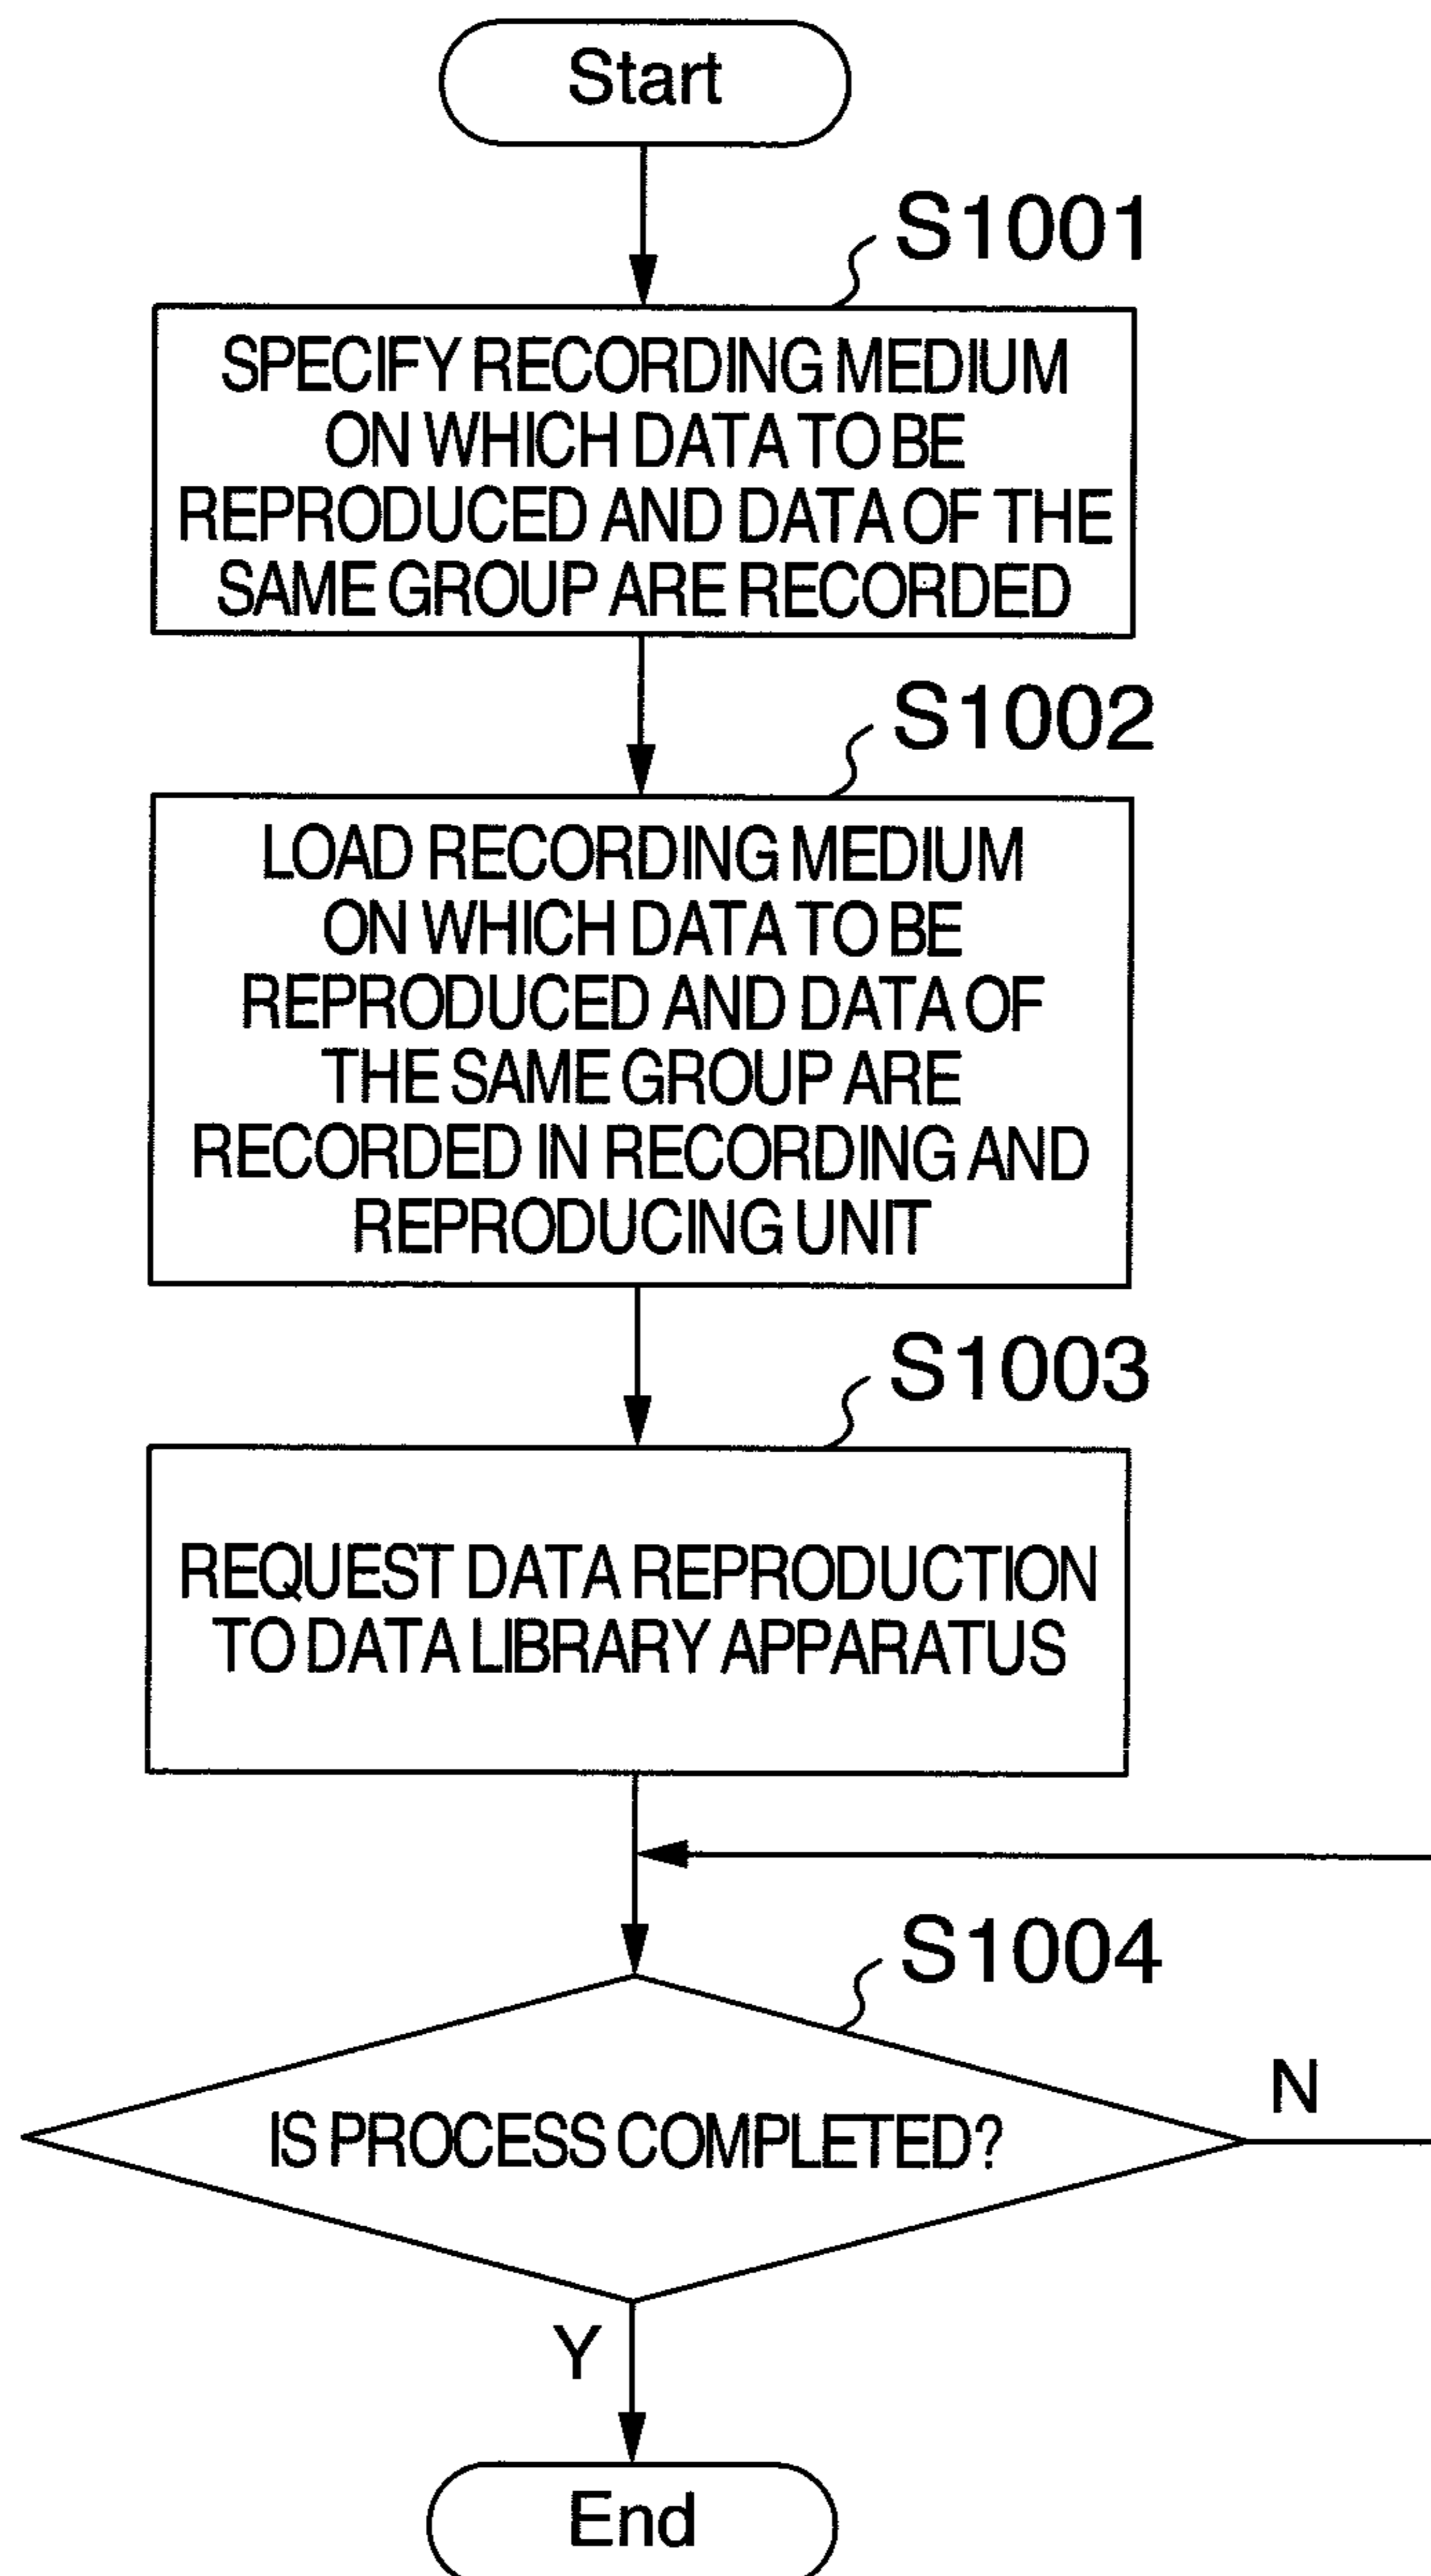 Start
S1001
SPECIFY RECORDING MEDIUM
ON WHICH DATA TO BE
REPRODUCED AND DATA OF THE
SAME GROUP ARE RECORDED
S1002
LOAD RECORDING MEDIUM
ON WHICH DATA TO BE
REPRODUCED AND DATA OF
THE SAME GROUP ARE
RECORDED IN RECORDING AND
REPRODUCING UNIT
S1003
REQUEST DATA REPRODUCTION
TO DATA LIBRARY APPARATUS
S1004
N
IS PROCESS COMPLETED?
Y
End